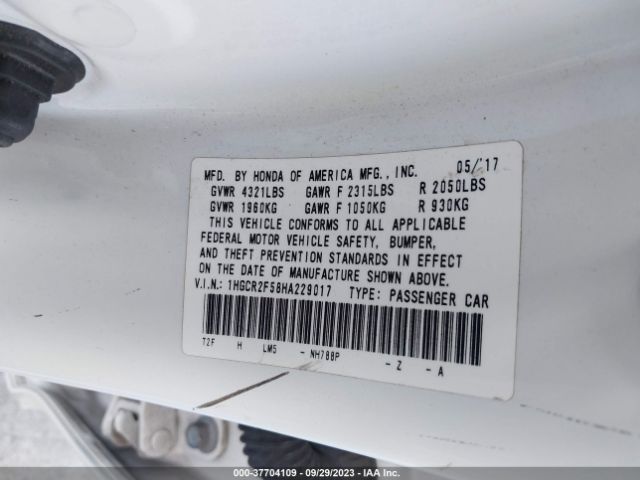 MFD. BY HONDA OF AMERICA MFG., INC. 05/'17
GVWR 4321LBS GAWR F 2315LBS R 2050LBS
GVWR 1960KG GAWR F 1050KG R 930KG
THIS VEHICLE CONFORMS TO ALL APPLICABLE
FEDERAL MOTOR VEHICLE SAFETY, BUMPER,
AND THEFT PREVENTION STANDARDS IN EFFECT
ON THE DATE OF MANUFACTURE SHOWN ABOVE.
V.I.N.: 1HGCR2F58HA229017 TYPE: PASSENGER CAR
T2F H LM5 - NH788P - Z - A
000-37704109 - 09/29/2023 - IAA Inc.